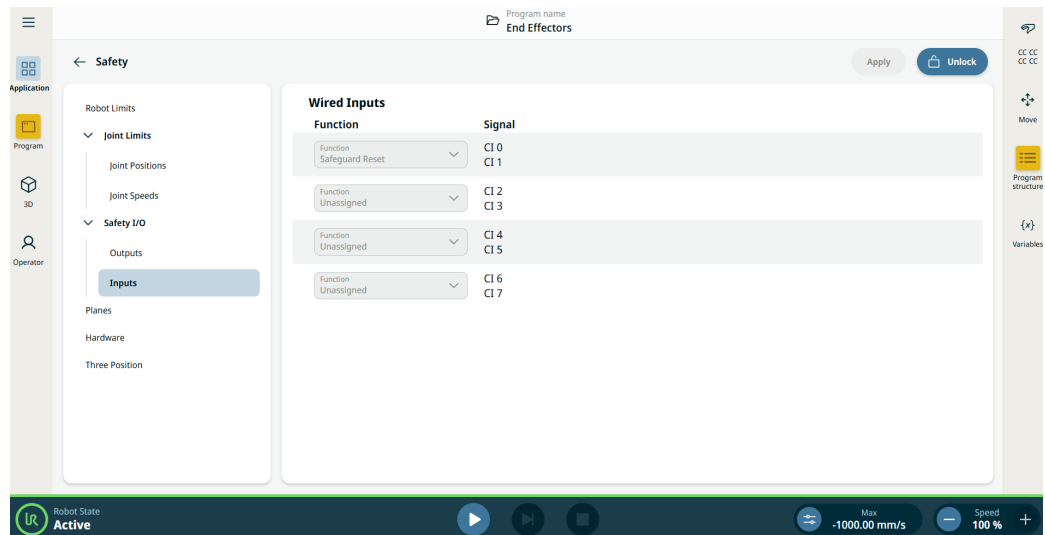 Program name
End Effectors
Safety
Apply
Unlock
CC CC
CC CC
Application
Program
3D
Operator
Robot Limits
Joint Limits
Joint Positions
Joint Speeds
Safety I/O
Outputs
Inputs
Planes
Hardware
Three Position
Wired Inputs
Function
Signal
Function
Safeguard Reset
CI 0
CI 1
Function
Unassigned
CI 2
CI 3
Function
Unassigned
CI 4
CI 5
Function
Unassigned
CI 6
CI 7
Move
Program
structure
{x}
Variables
UR
Robot State
Active
Max
-1000.00 mm/s
Speed
100 %